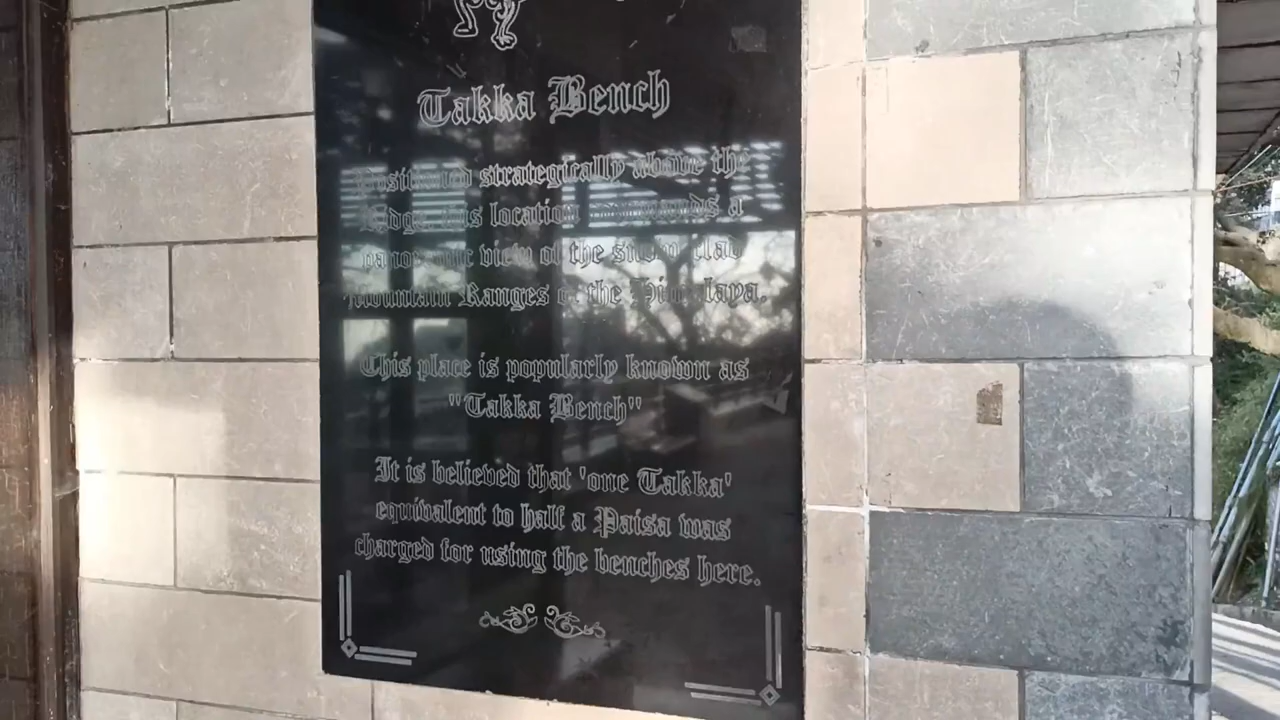 Takka Bench
Positioned strategically above the
Ridge, this location commands a
panoramic view of the snow clad
Mountain Ranges of the Himalaya.
This place is popularly known as
"Takka Bench"
It is believed that 'one Takka'
equivalent to half a Paisa was
charged for using the benches here.